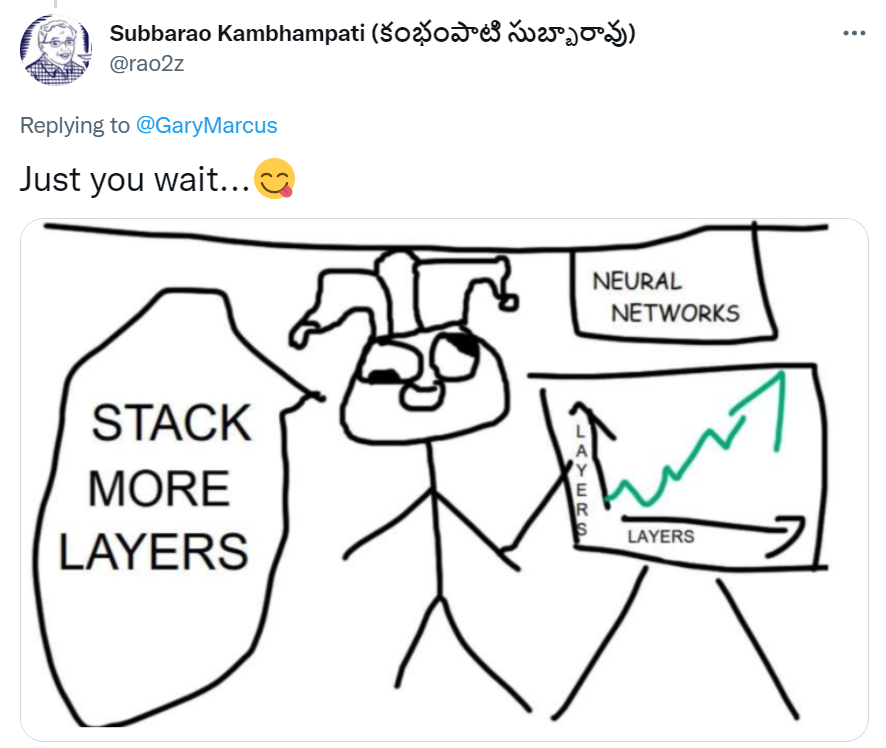 Subbarao Kambhampati (కంభంపాటి సుబ్బారావు)
@rao2z
Replying to @GaryMarcus
Just you wait...😋
STACK
MORE
LAYERS
NEURAL
NETWORKS
LAYERS
LAYERS